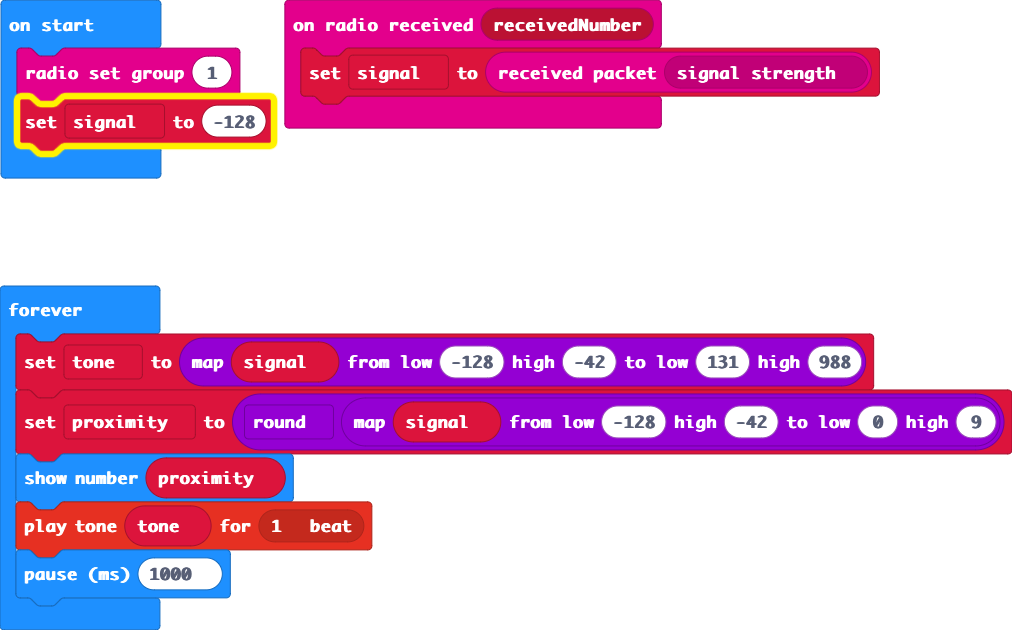 on start
radio set group 1
set signal to -128
on radio received receivedNumber
set signal to received packet signal strength
forever
set tone to map signal from low -128 high -42 to low 131 high 988
set proximity to round map signal from low -128 high -42 to low 0 high 9
show number proximity
play tone tone for 1 beat
pause (ms) 1000